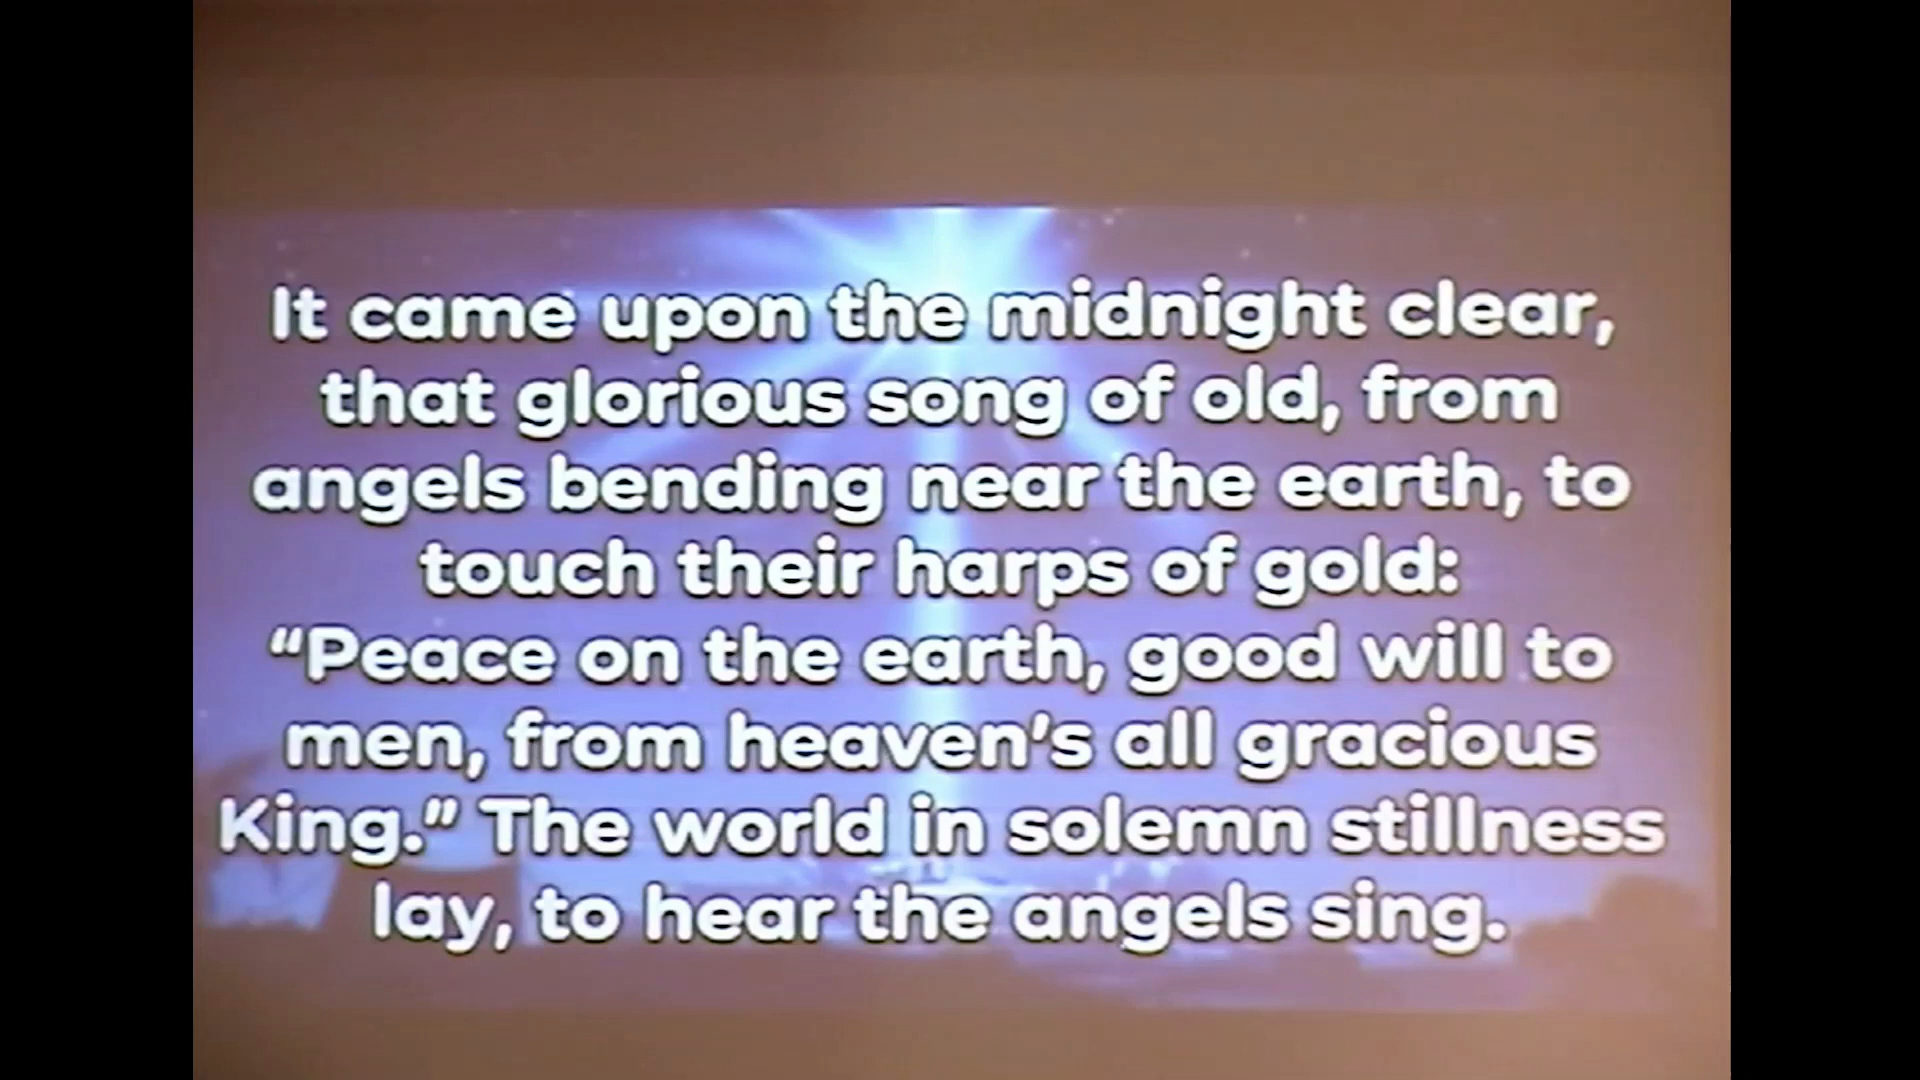 It came upon the midnight clear,
that glorious song of old, from
angels bending near the earth, to
touch their harps of gold:
“Peace on the earth, good will to
men, from heaven’s all gracious
King.” The world in solemn stillness
lay, to hear the angels sing.